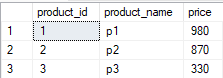 product_id product_name price
1 1 p1 980
2 2 p2 870
3 3 p3 330